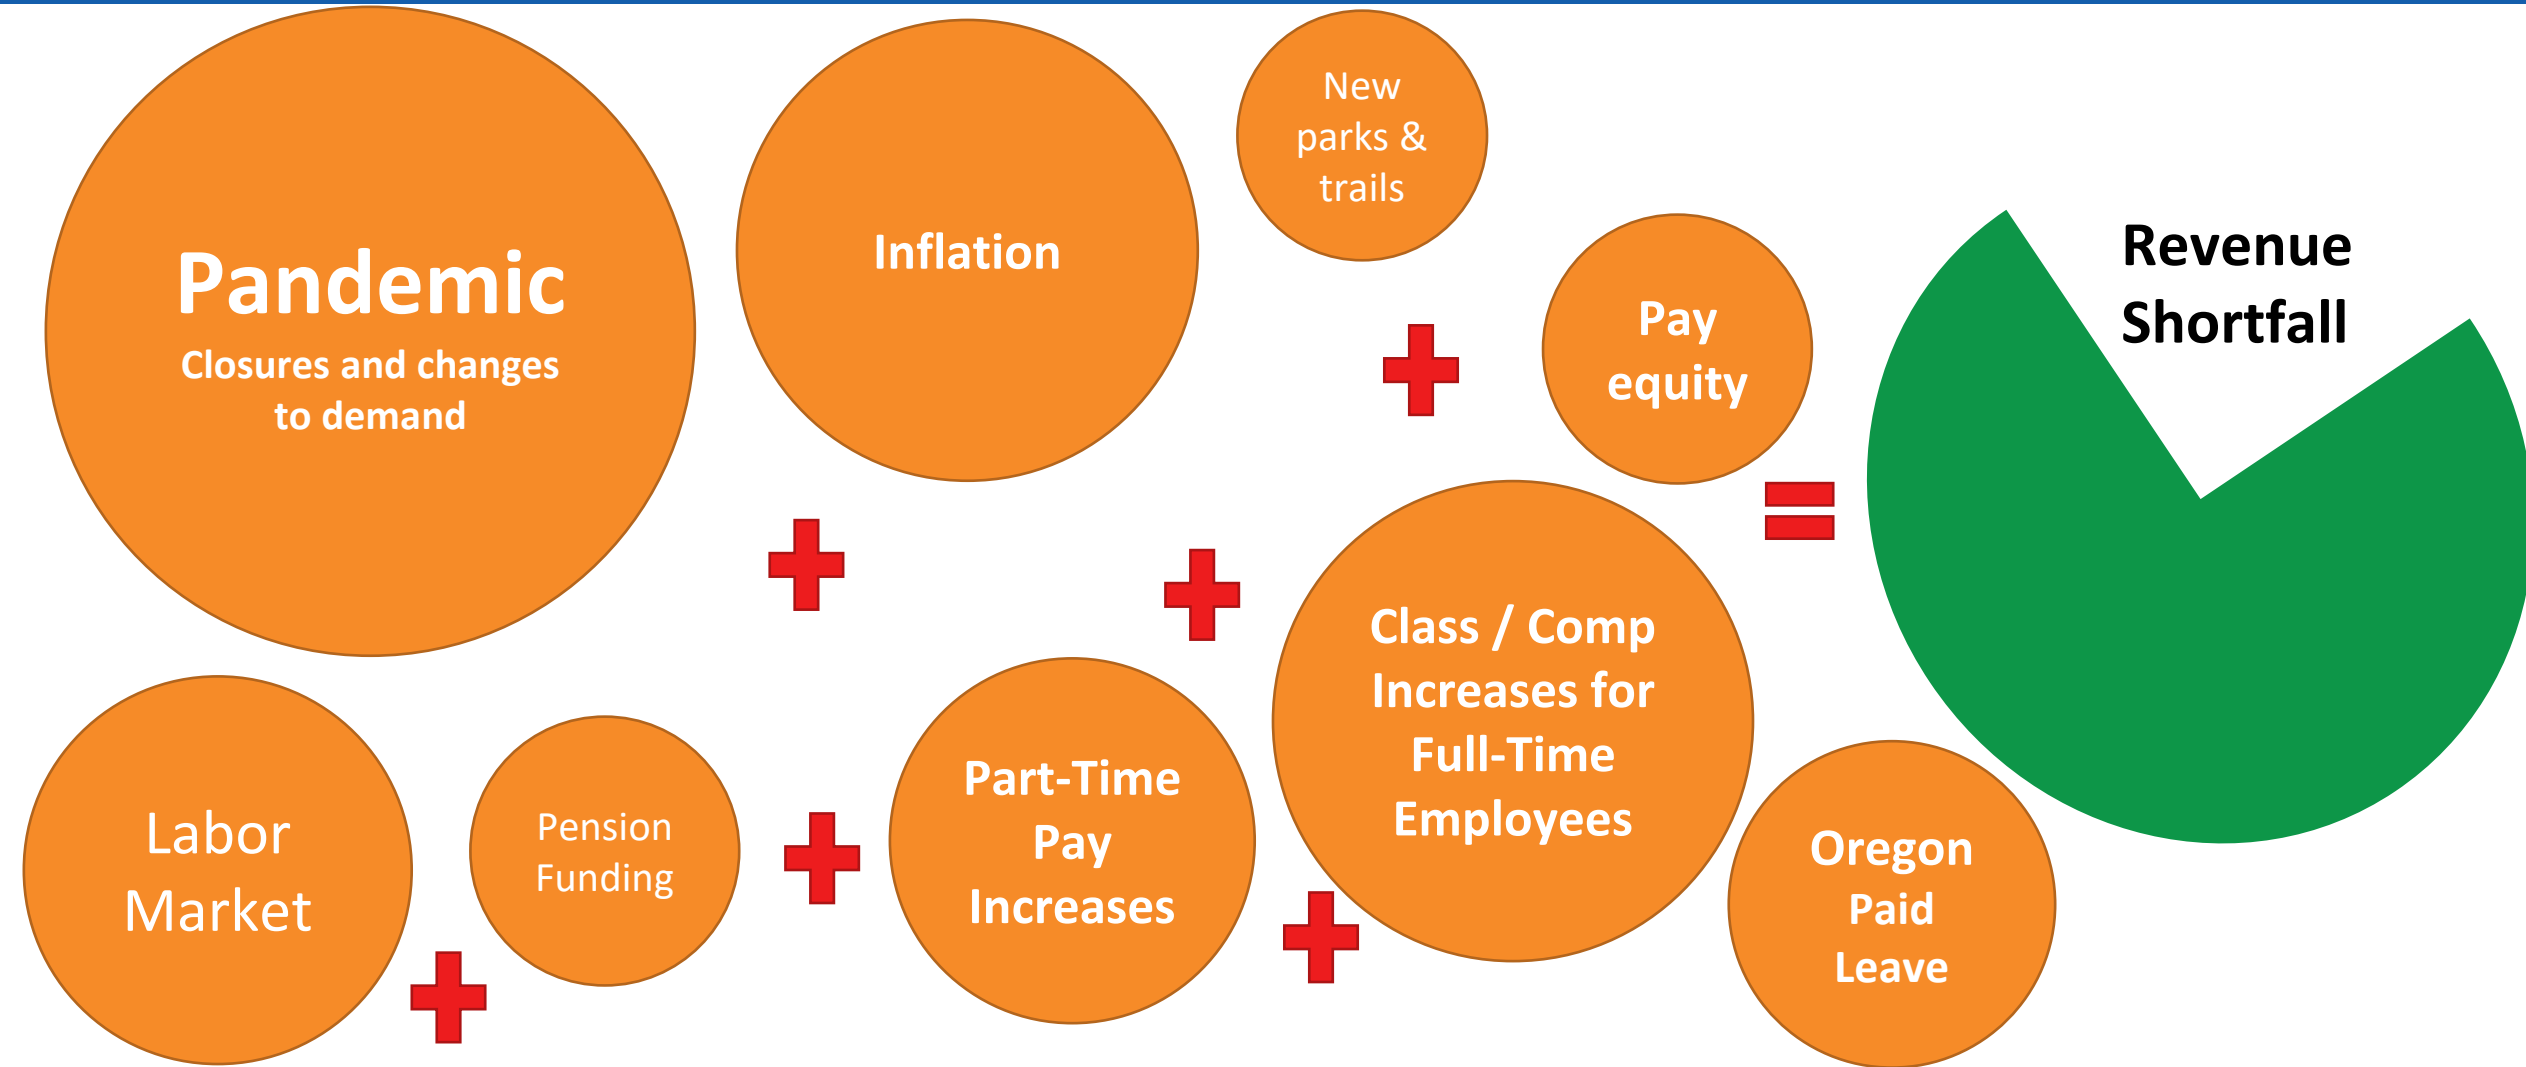 Pandemic
Closures and changes
to demand
Inflation
New
parks &
trails
Pay
equity
Revenue
Shortfall
Labor
Market
Pension
Funding
Part-Time
Pay
Increases
Class / Comp
Increases for
Full-Time
Employees
Oregon
Paid
Leave